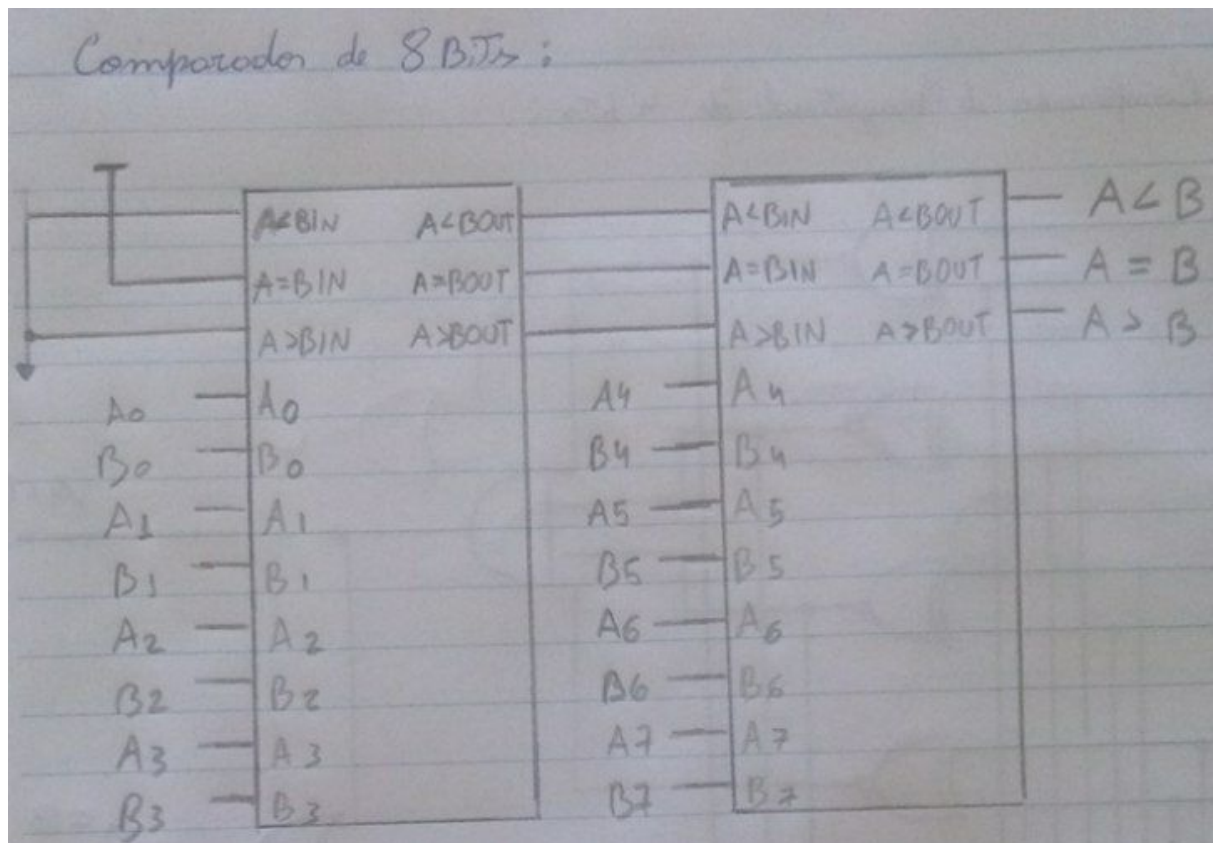 Comparador de 8 BITs:
A<BIN A<BOUT A<BIN A<BOUT A<B
A=BIN A=BOUT A=BIN A=BOUT A=B
A>BIN A>BOUT A>BIN A>BOUT A>B
A0 A0 A4 A4
B0 B0 B4 B4
A1 A1 A5 A5
B1 B1 B5 B5
A2 A2 A6 A6
B2 B2 B6 B6
A3 A3 A7 A7
B3 B3 B7 B7